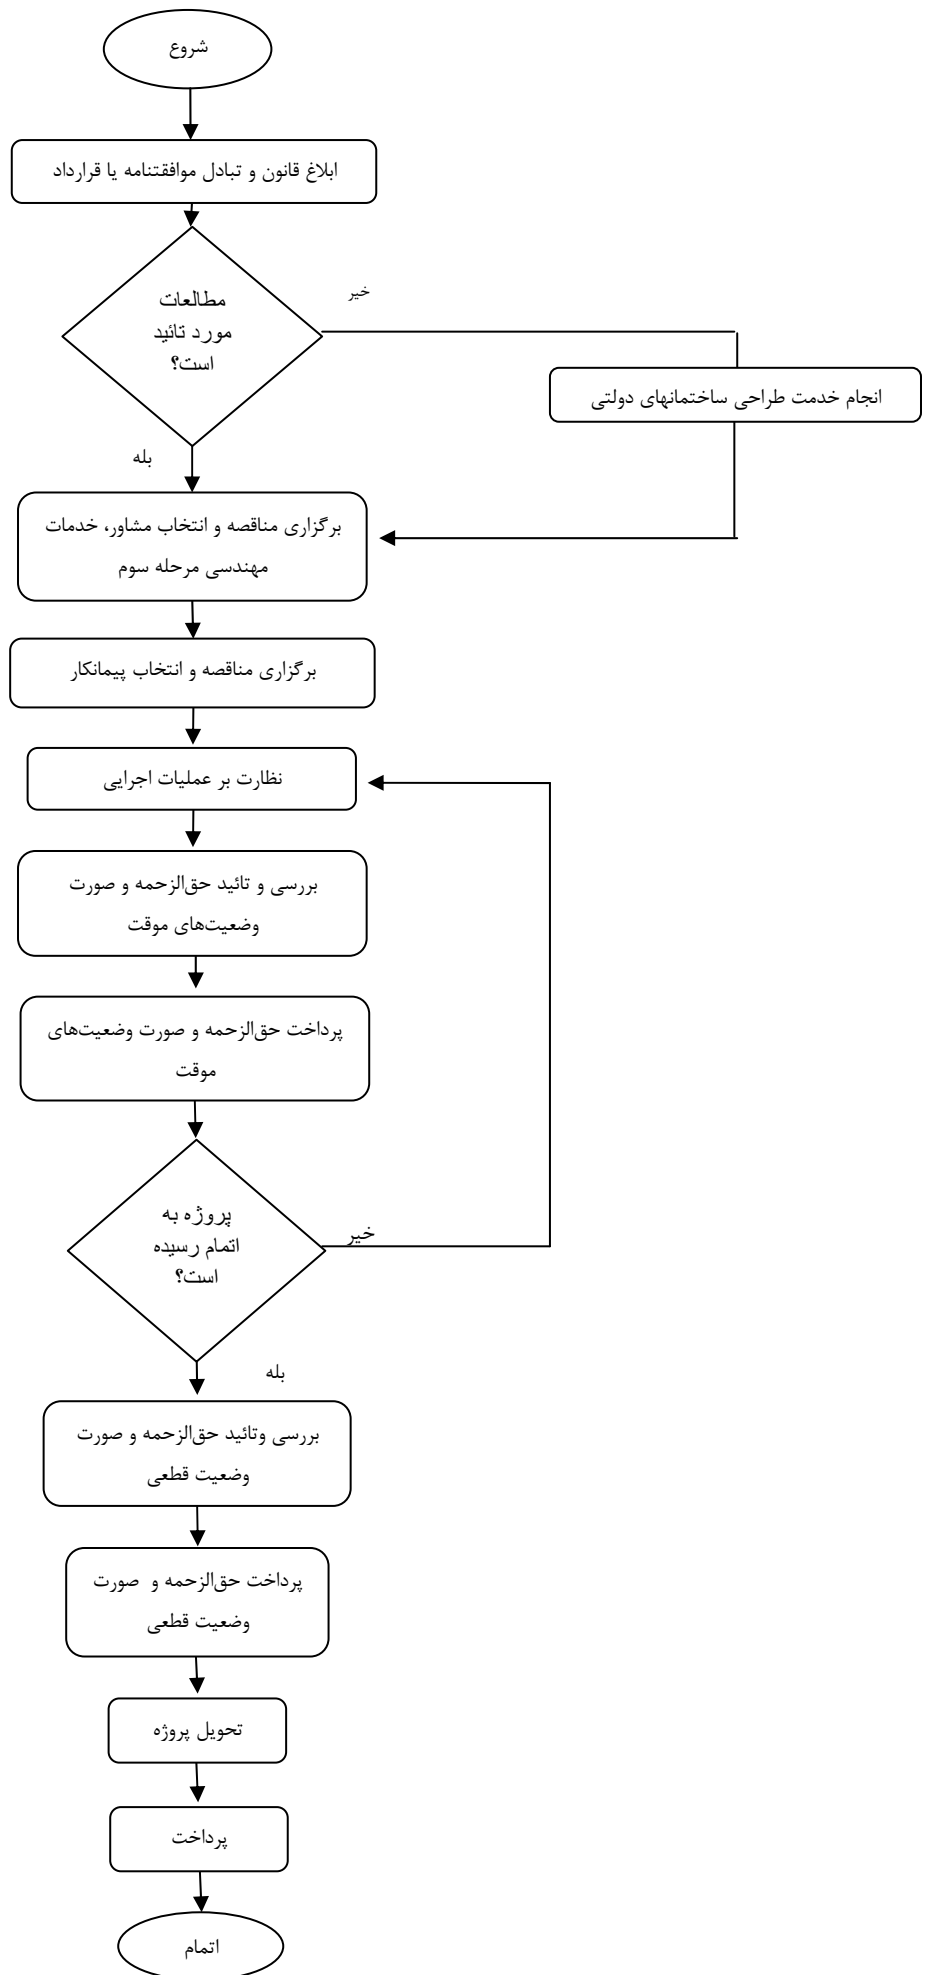 شروع
ابلاغ قانون و تبادل موافقتنامه یا قرارداد
مطالعات
مورد تائید
است؟
خیر
انجام خدمت طراحی ساختمانهای دولتی
بله
برگزاری مناقصه و انتخاب مشاور، خدمات
مهندسی مرحله سوم
برگزاری مناقصه و انتخاب پیمانکار
نظارت بر عملیات اجرایی
بررسی و تائید حق‌الزحمه و صورت
وضعیت‌های موقت
پرداخت حق‌الزحمه و صورت وضعیت‌های
موقت
پروژه به
اتمام رسیده
است؟
خیر
بله
بررسی وتائید حق‌الزحمه و صورت
وضعیت قطعی
پرداخت حق‌الزحمه و صورت
وضعیت قطعی
تحویل پروژه
پرداخت
اتمام